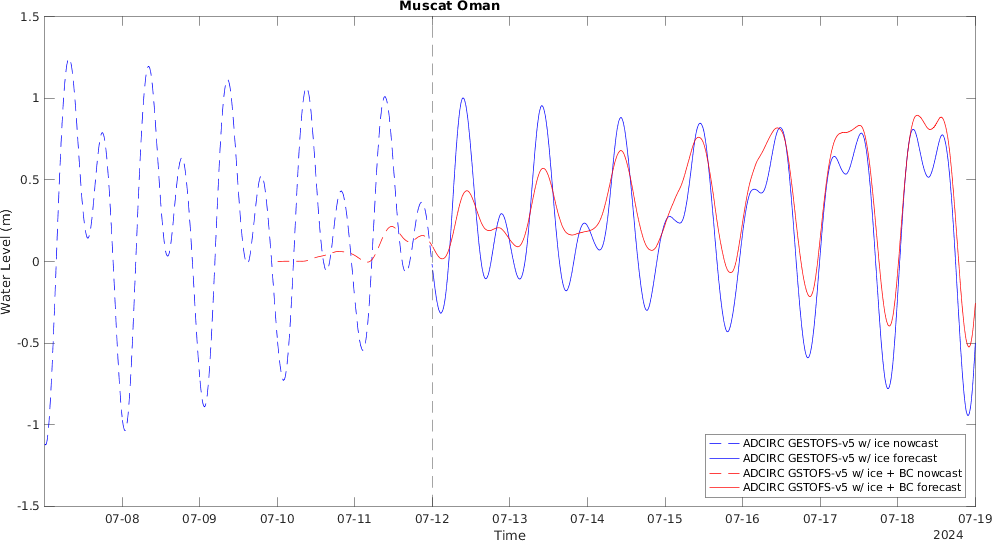 Muscat Oman
1.5
1
0.5
0
-0.5
-1
-1.5
Water Level (m)
07-08 07-09 07-10 07-11 07-12 07-13 07-14 07-15 07-16 07-17 07-18 07-19
Time
2024
ADCIRC GESTOFS-v5 w/ ice nowcast
ADCIRC GESTOFS-v5 w/ ice forecast
ADCIRC GSTOFS-v5 w/ ice + BC nowcast
ADCIRC GSTOFS-v5 w/ ice + BC forecast